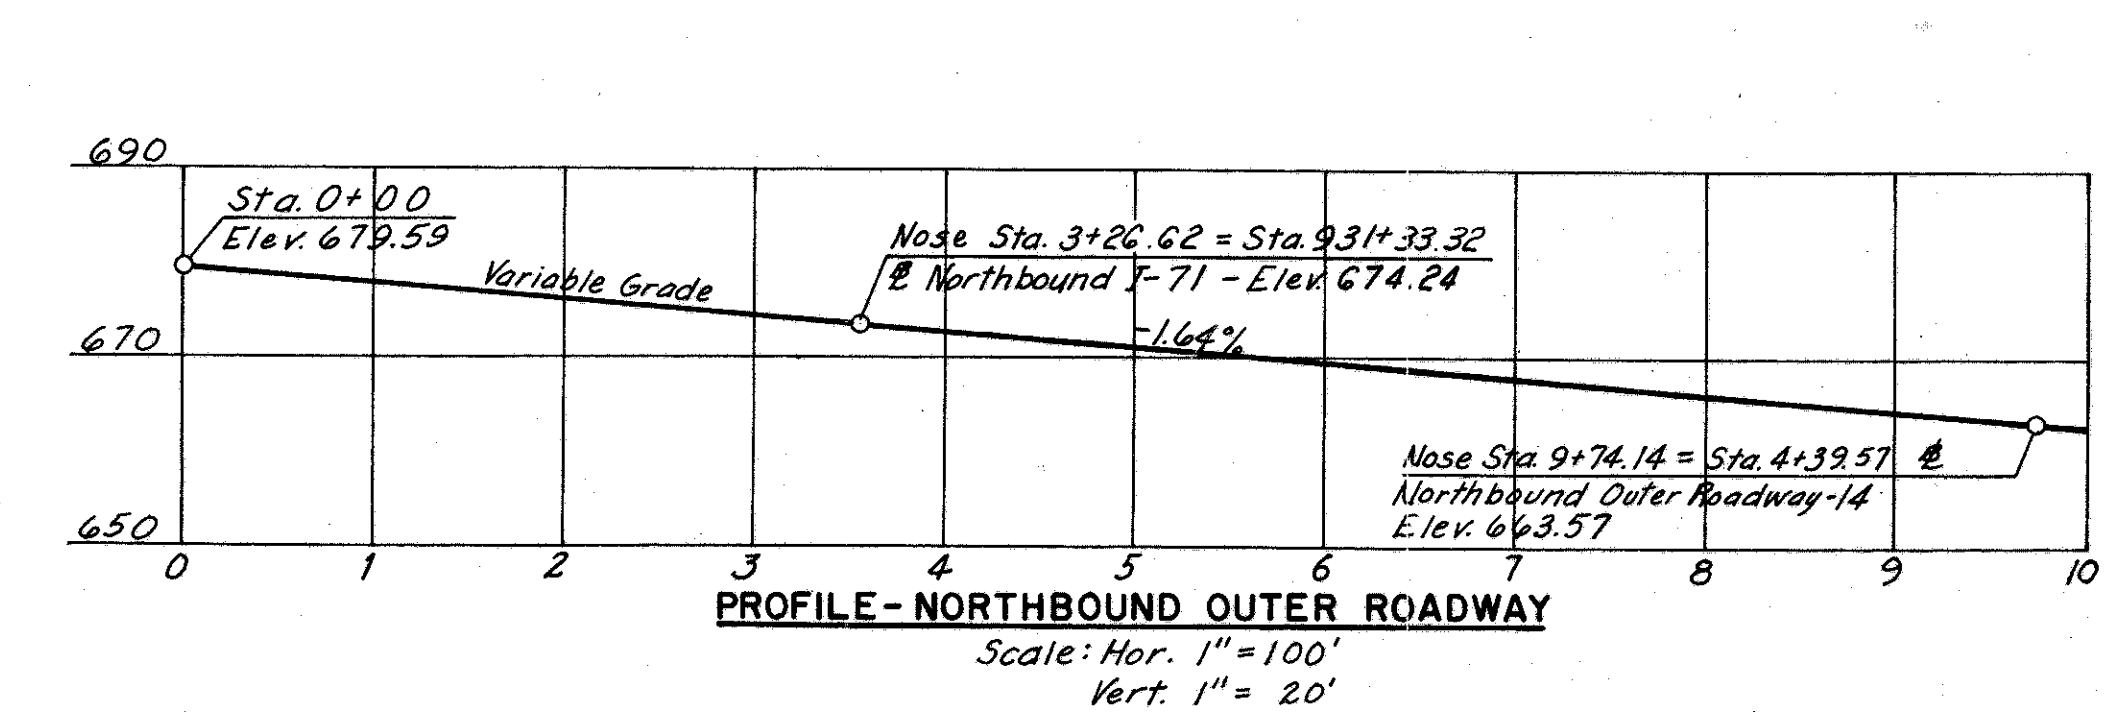 690
Sta. 0+00
Elev. 679.59
Variable Grade
Nose Sta. 3+26.62 = Sta. 931+33.32
℄ Northbound I-71 - Elev. 674.24
670
-1.64%
Nose Sta. 9+74.14 = Sta. 4+39.57 ℄
Northbound Outer Roadway-14
Elev. 663.57
650
0 1 2 3 4 5 6 7 8 9 10
PROFILE - NORTHBOUND OUTER ROADWAY
Scale: Hor. 1" = 100'
Vert. 1" = 20'